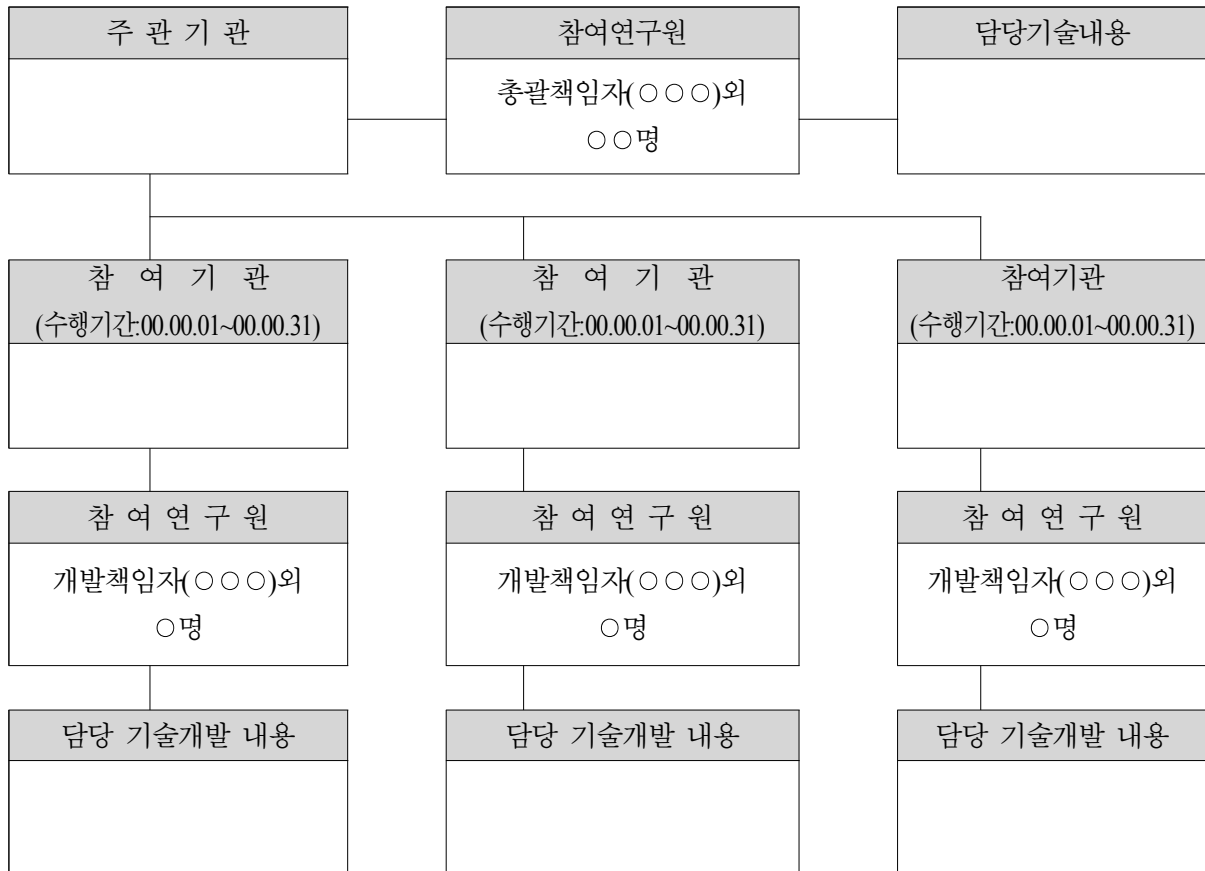 주 관 기 관
참여연구원
담당기술내용
총괄책임자(○○○)외
○○명
참 여 기 관
(수행기간:00.00.01~00.00.31)
참 여 기 관
(수행기간:00.00.01~00.00.31)
참여기관
(수행기간:00.00.01~00.00.31)
참 여 연 구 원
참 여 연 구 원
참 여 연 구 원
개발책임자(○○○)외
○명
개발책임자(○○○)외
○명
개발책임자(○○○)외
○명
담당 기술개발 내용
담당 기술개발 내용
담당 기술개발 내용